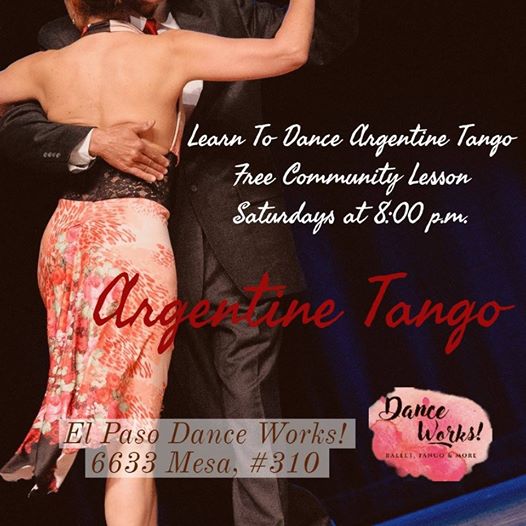 Learn To Dance Argentine Tango
Free Community Lesson
Saturdays at 8:00 p.m.
Argentine Tango
El Paso Dance Works!
6633 Mesa, #310
Dance
Works!
BALLET, TANGO & MORE